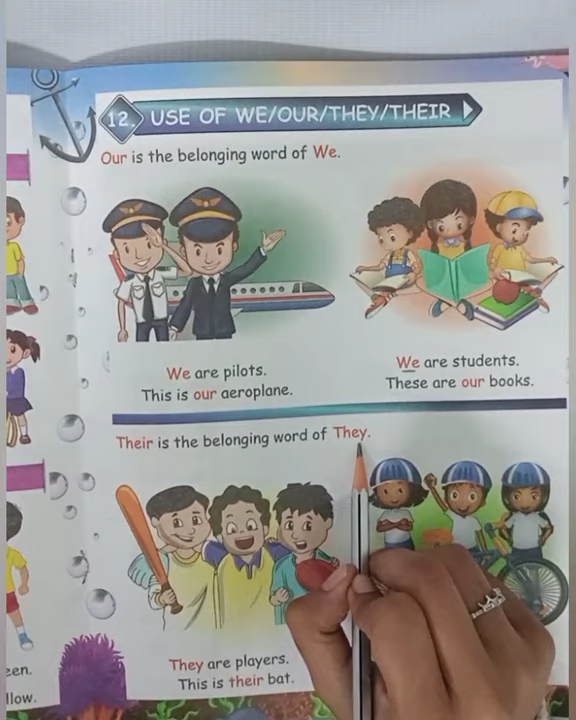 12. USE OF WE/OUR/THEY/THEIR
Our is the belonging word of We.
We are pilots.
This is our aeroplane.
We are students.
These are our books.
Their is the belonging word of They.
They are players.
This is their bat.